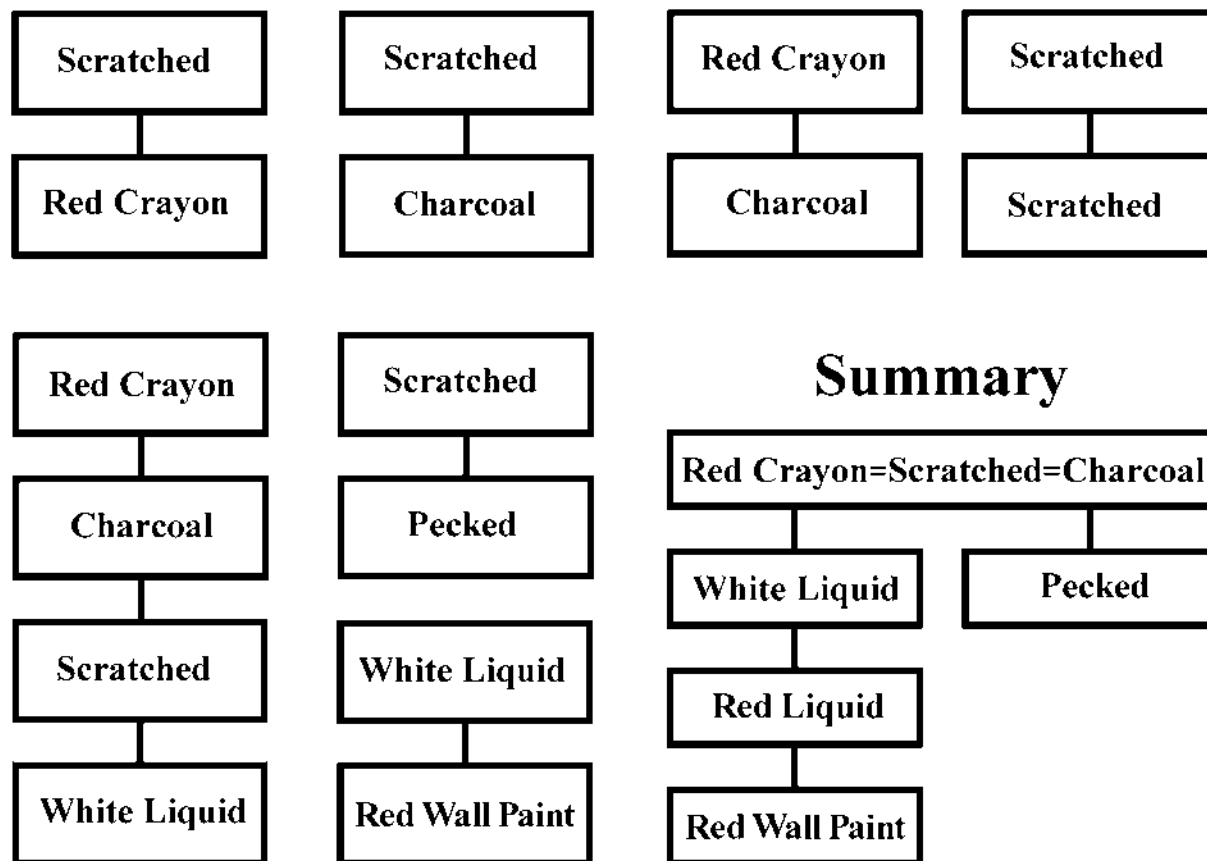 Scratched
Red Crayon
Scratched
Charcoal
Red Crayon
Charcoal
Scratched
Scratched
Red Crayon
Charcoal
Scratched
White Liquid
Scratched
Pecked
White Liquid
Red Wall Paint
Summary
Red Crayon=Scratched=Charcoal
White Liquid
Pecked
Red Liquid
Red Wall Paint